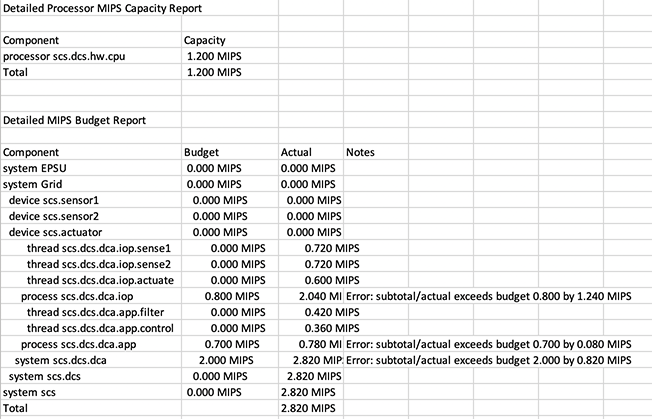 Detailed Processor MIPS Capacity Report
Component Capacity
processor scs.dcs.hw.cpu 1.200 MIPS
Total 1.200 MIPS
Detailed MIPS Budget Report
Component Budget Actual Notes
system EPSU 0.000 MIPS 0.000 MIPS
system Grid 0.000 MIPS 0.000 MIPS
device scs.sensor1 0.000 MIPS 0.000 MIPS
device scs.sensor2 0.000 MIPS 0.000 MIPS
device scs.actuator 0.000 MIPS 0.000 MIPS
thread scs.dcs.dca.iop.sense1 0.000 MIPS 0.720 MIPS
thread scs.dcs.dca.iop.sense2 0.000 MIPS 0.720 MIPS
thread scs.dcs.dca.iop.actuate 0.000 MIPS 0.600 MIPS
process scs.dcs.dca.iop 0.800 MIPS 2.040 MI Error: subtotal/actual exceeds budget 0.800 by 1.240 MIPS
thread scs.dcs.dca.app.filter 0.000 MIPS 0.420 MIPS
thread scs.dcs.dca.app.control 0.000 MIPS 0.360 MIPS
process scs.dcs.dca.app 0.700 MIPS 0.780 MI Error: subtotal/actual exceeds budget 0.700 by 0.080 MIPS
system scs.dcs.dca 2.000 MIPS 2.820 MIP Error: subtotal/actual exceeds budget 2.000 by 0.820 MIPS
system scs.dcs 0.000 MIPS 2.820 MIPS
system scs 0.000 MIPS 2.820 MIPS
Total 2.820 MIPS